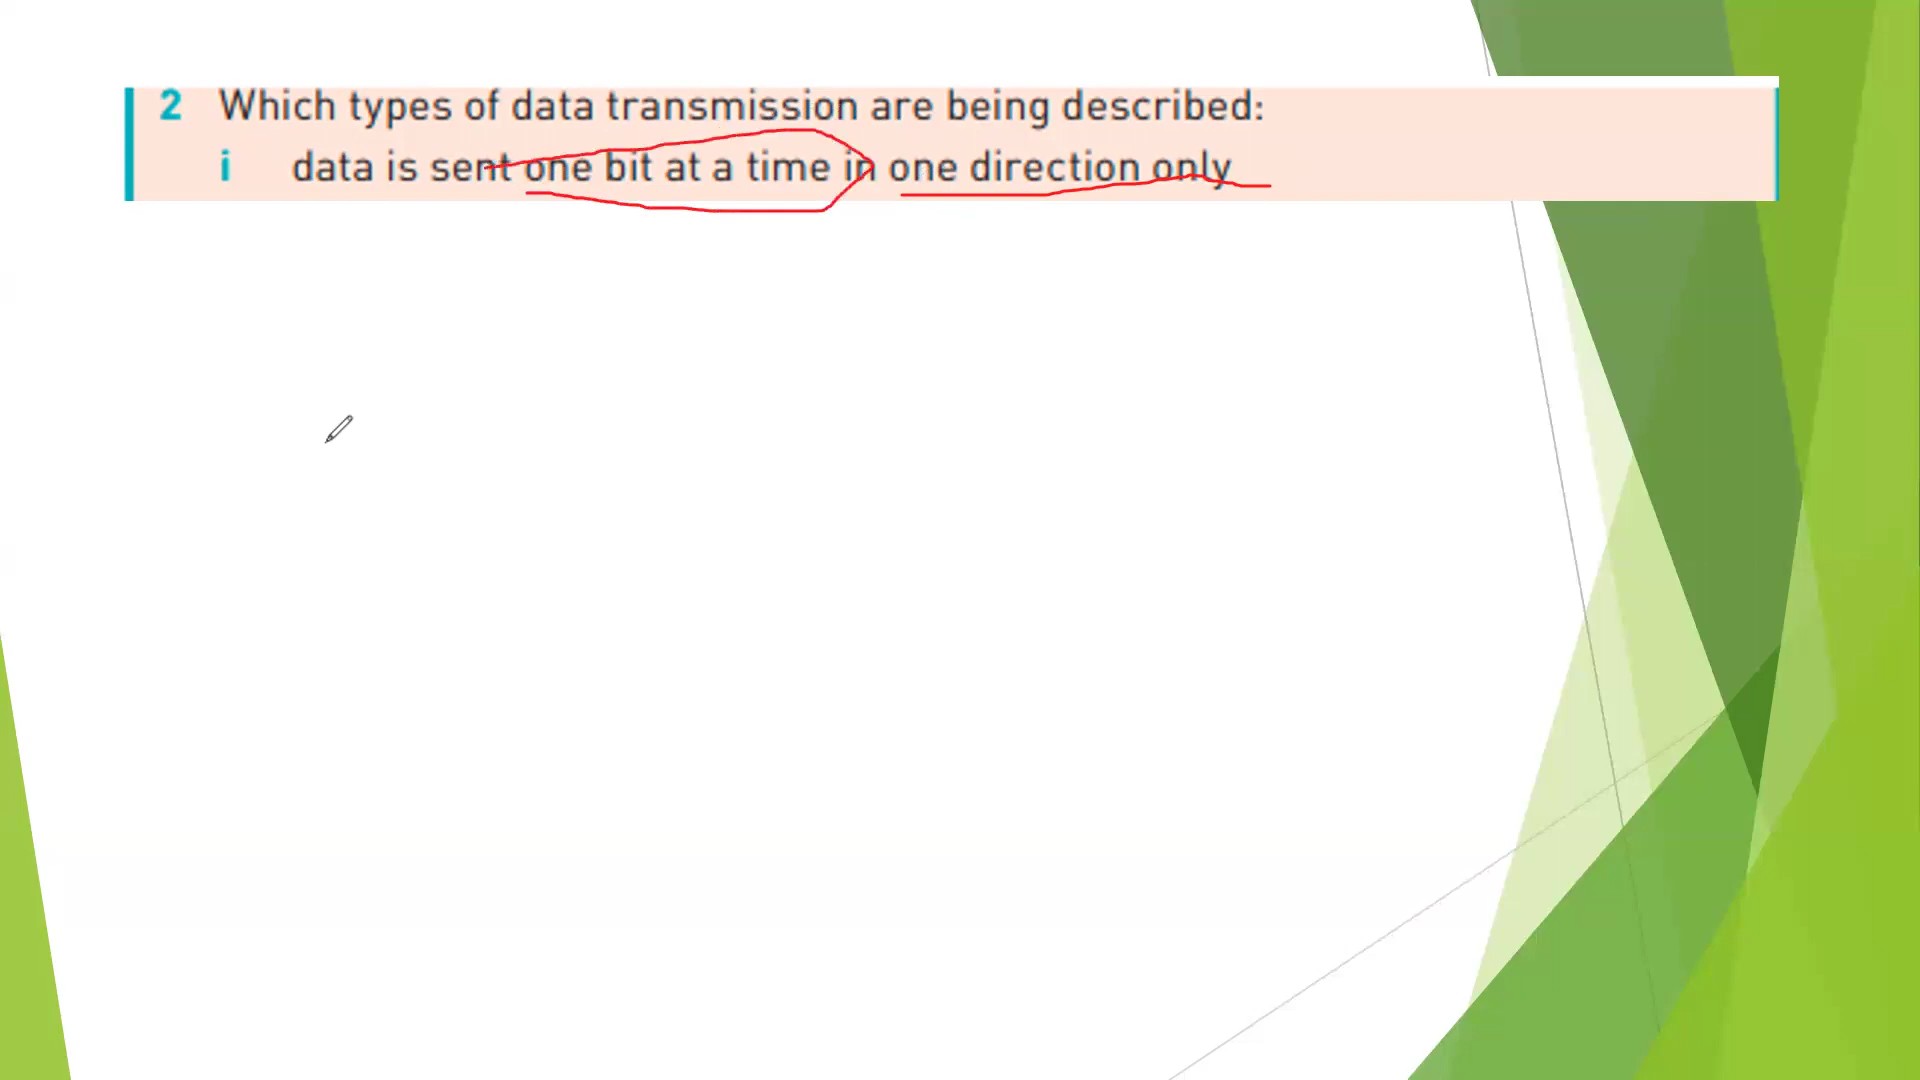 2 Which types of data transmission are being described:
i data is sent one bit at a time in one direction only